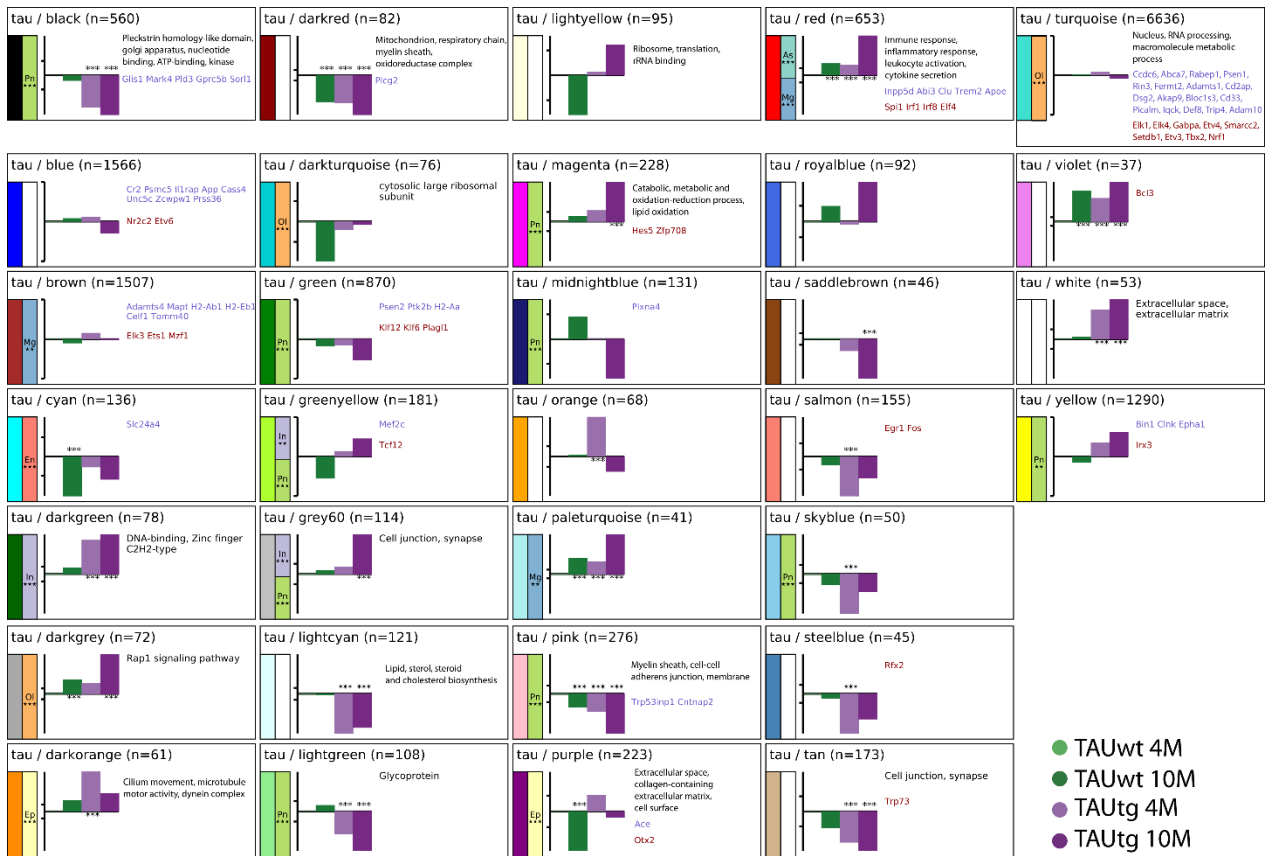 tau / black (n=560)
Pleckstrin homology-like domain,
golgi apparatus, nucleotide
binding, ATP-binding, kinase
Glis1 Mark4 Pld3 Gprc5b Sorl1
Pn
***
*** ***
tau / darkred (n=82)
Mitochondrion, respiratory chain,
myelin sheath,
oxidoreductase complex
Plcg2
*** *** ***
tau / lightyellow (n=95)
Ribosome, translation,
rRNA binding
tau / red (n=653)
Immune response,
inflammatory response,
leukocyte activation,
cytokine secretion
Inpp5d Abi3 Clu Trem2 Apoe
Spi1 Irf1 Irf8 Elf4
As
***
Mg
***
*** *** ***
tau / turquoise (n=6636)
Nucleus, RNA processing,
macromolecule metabolic
process
Ccdc6, Abca7, Rabep1, Psen1,
Rin3, Fermt2, Adamts1, Cd2ap,
Dsg2, Akap9, Bloc1s3, Cd33,
Picalm, Iqck, Def8, Trip4, Adam10
Elk1, Elk4, Gabpa, Etv4, Smarcc2,
Setdb1, Etv3, Tbx2, Nrf1
Ol
***
tau / blue (n=1566)
Cr2 Psmc5 Il1rap App Cass4
Unc5c Zcwpw1 Prss36
Nr2c2 Etv6
tau / darkturquoise (n=76)
cytosolic large ribosomal
subunit
Ol
***
tau / magenta (n=228)
Catabolic, metabolic and
oxidation-reduction process,
lipid oxidation
Hes5 Zfp708
Pn
***
***
tau / royalblue (n=92)
tau / violet (n=37)
Bcl3
*** *** ***
tau / brown (n=1507)
Adamts4 Mapt H2-Ab1 H2-Eb1
Celf1 Tomm40
Elk3 Ets1 Mzf1
Mg
**
tau / green (n=870)
Psen2 Ptk2b H2-Aa
Klf12 Klf6 Plagl1
Pn
***
tau / midnightblue (n=131)
Plxna4
Pn
***
tau / saddlebrown (n=46)
***
tau / white (n=53)
Extracellular space,
extracellular matrix
*** ***
tau / cyan (n=136)
Slc24a4
En
***
***
tau / greenyellow (n=181)
Mef2c
Tcf12
In
**
Pn
***
tau / orange (n=68)
***
tau / salmon (n=155)
Egr1 Fos
***
tau / yellow (n=1290)
Bin1 Clnk Epha1
Irx3
Pn
**
tau / darkgreen (n=78)
DNA-binding, Zinc finger
C2H2-type
In
***
*** ***
tau / grey60 (n=114)
Cell junction, synapse
In
***
Pn
***
***
tau / paleturquoise (n=41)
Mg
**
*** *** ***
tau / skyblue (n=50)
Pn
***
***
tau / darkgrey (n=72)
Rap1 signaling pathway
Ol
***
*** ***
tau / lightcyan (n=121)
Lipid, sterol, steroid
and cholesterol biosynthesis
*** ***
tau / pink (n=276)
Myelin sheath, cell-cell
adherens junction, membrane
Trp53inp1 Cntnap2
Pn
***
*** *** ***
tau / steelblue (n=45)
Rfx2
***
tau / darkorange (n=61)
Cilium movement, microtubule
motor activity, dynein complex
Ep
***
***
tau / lightgreen (n=108)
Glycoprotein
Pn
***
*** ***
tau / purple (n=223)
Extracellular space,
collagen-containing
extracellular matrix,
cell surface
Ace
Otx2
Ep
***
***
tau / tan (n=173)
Cell junction, synapse
Trp73
*** ***
TAUwt 4M
TAUwt 10M
TAUtg 4M
TAUtg 10M